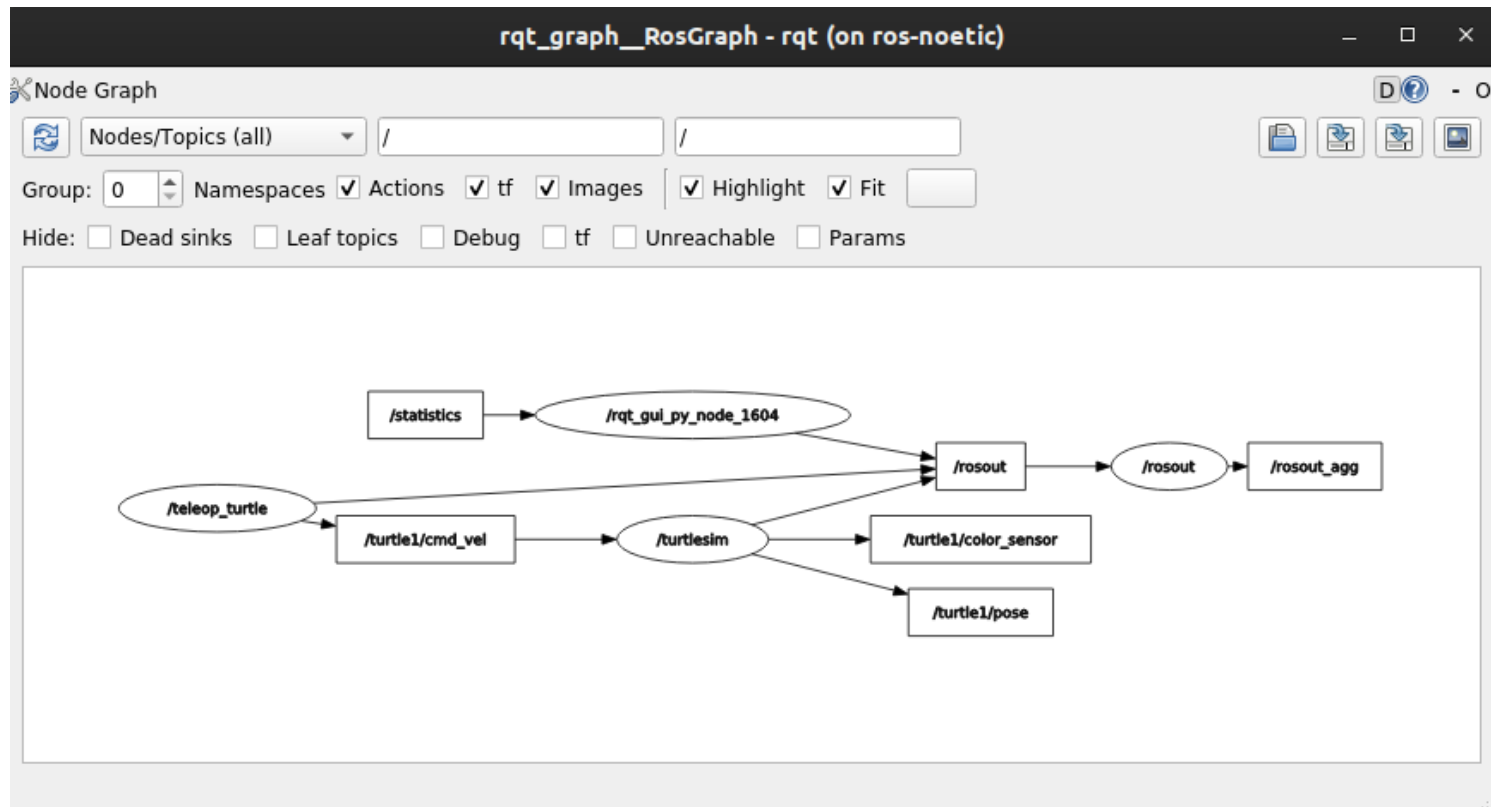 rqt_graph__RosGraph - rqt (on ros-noetic)
Node Graph D ? - O
Nodes/Topics (all) / /
Group: 0 Namespaces Actions tf Images Highlight Fit
Hide: Dead sinks Leaf topics Debug tf Unreachable Params
/statistics /rqt_gui_py_node_1604
/rosout /rosout /rosout_agg
/teleop_turtle
/turtle1/cmd_vel /turtlesim /turtle1/color_sensor
/turtle1/pose